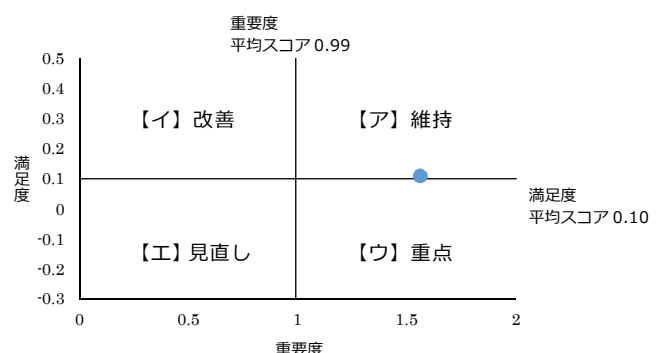 重要度
平均スコア0.99
0.5
0.4
0.3
0.2
0.1
0
-0.1
-0.2
-0.3
満足度
【イ】改善
【ア】維持
【エ】見直し
【ウ】重点
満足度
平均スコア0.10
0
0.5
1
1.5
2
重要度